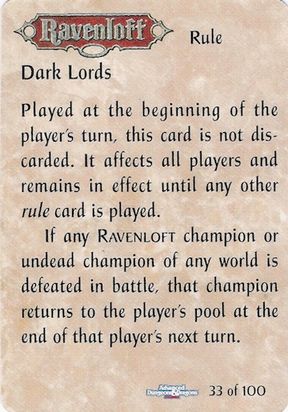 Ravenloft
Rule
Dark Lords
Played at the beginning of the
player's turn, this card is not dis-
carded. It affects all players and
remains in effect until any other
rule card is played.
If any RAVENLOFT champion or
undead champion of any world is
defeated in battle, that champion
returns to the player's pool at the
end of that player's next turn.
Advanced
Dungeons & Dragons
33 of 100